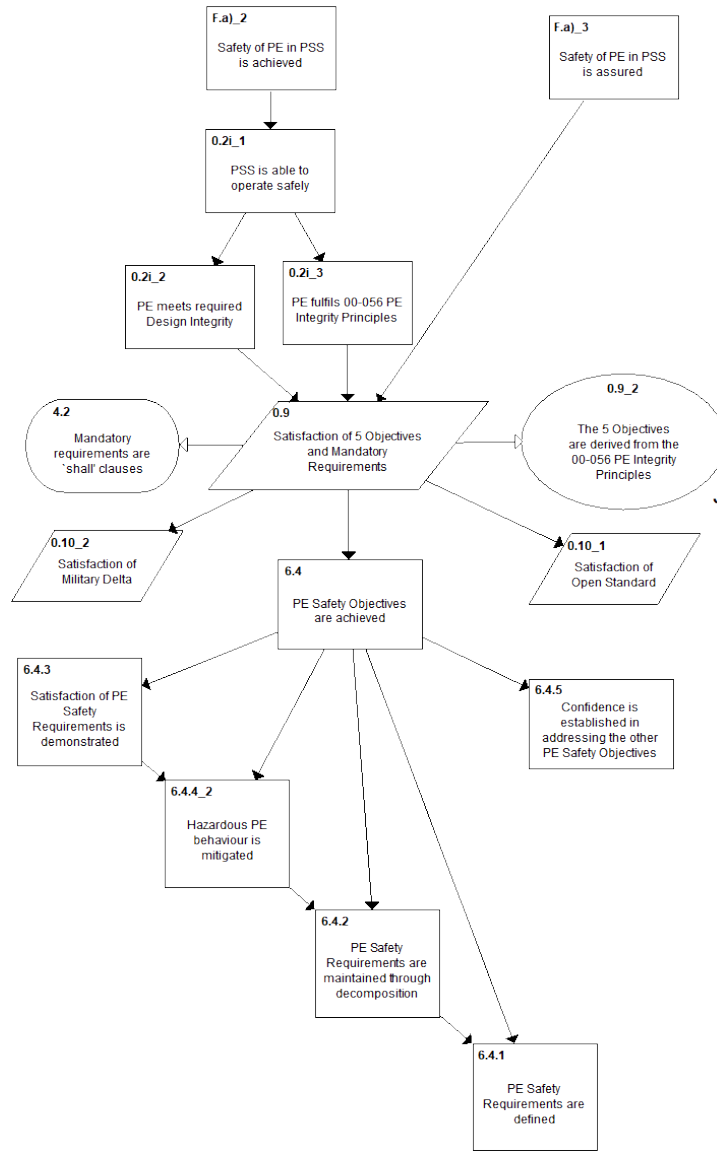 F.a)_2
Safety of PE in PSS
is achieved
F.a)_3
Safety of PE in PSS
is assured
0.2i_1
PSS is able to
operate safely
0.2i_2
PE meets required
Design Integrity
0.2i_3
PE fulfils 00-056 PE
Integrity Principles
4.2
Mandatory
requirements are
`shall' clauses
0.9
Satisfaction of 5 Objectives
and Mandatory
Requirements
0.9_2
The 5 Objectives
are derived from the
00-056 PE Integrity
Principles
0.10_2
Satisfaction of
Military Delta
0.10_1
Satisfaction of
Open Standard
6.4
PE Safety Objectives
are achieved
6.4.3
Satisfaction of PE
Safety
Requirements is
demonstrated
6.4.5
Confidence is
established in
addressing the other
PE Safety Objectives
6.4.4_2
Hazardous PE
behaviour is
mitigated
6.4.2
PE Safety
Requirements are
maintained through
decomposition
6.4.1
PE Safety
Requirements are
defined